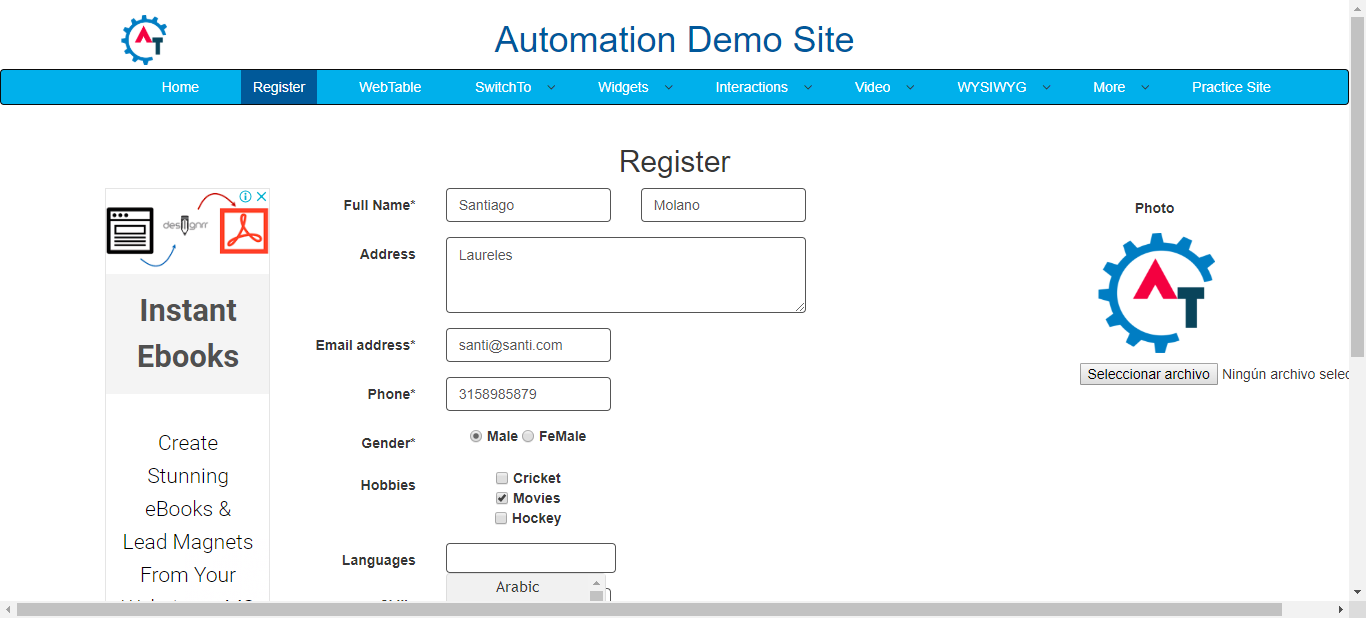 Automation Demo Site
Home Register WebTable SwitchTo Widgets Interactions Video WYSIWYG More Practice Site
Register
designrr
Instant
Ebooks
Create
Stunning
eBooks &
Lead Magnets
From Your
Full Name* Santiago Molano
Address Laureles
Email address* santi@santi.com
Phone* 3158985879
Gender* Male FeMale
Hobbies Cricket
Movies
Hockey
Languages
Arabic
Photo
AT
Seleccionar archivo Ningún archivo selec